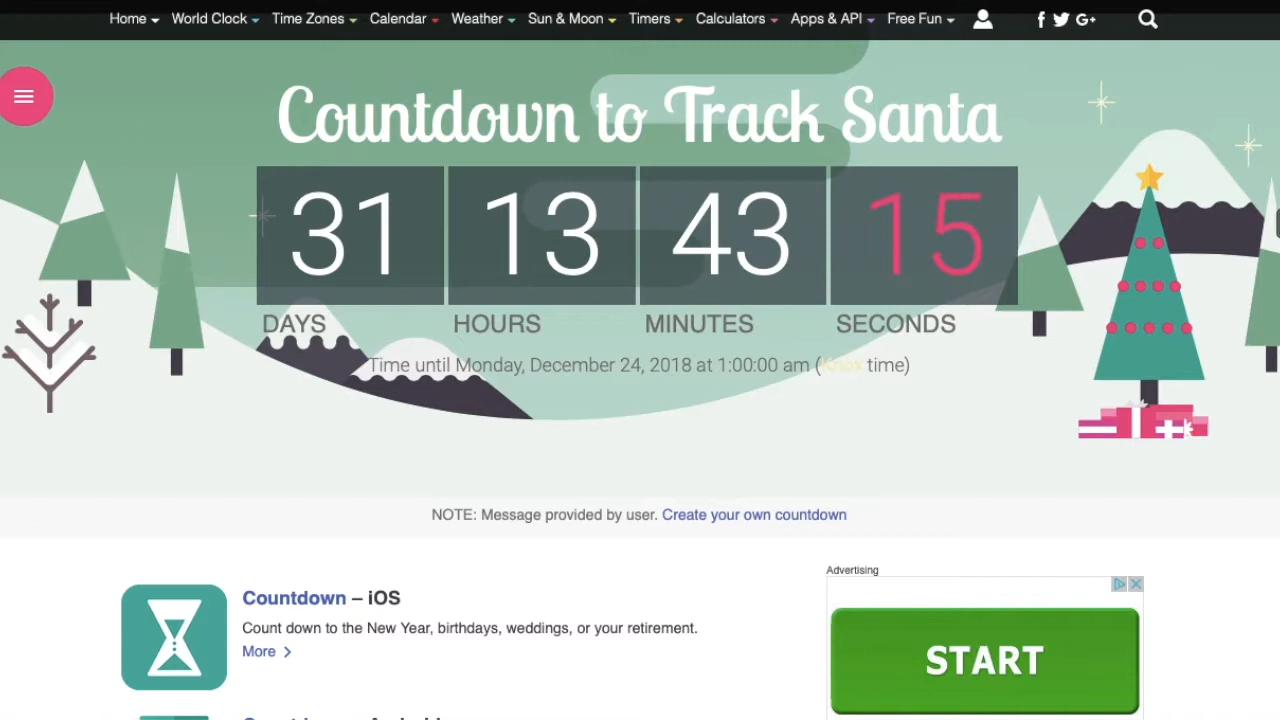 Home World Clock Time Zones Calendar Weather Sun & Moon Timers Calculators Apps & API Free Fun
Countdown to Track Santa
31 13 43 15
DAYS HOURS MINUTES SECONDS
Time until Monday, December 24, 2018 at 1:00:00 am (Knox time)
NOTE: Message provided by user. Create your own countdown
Advertising
Countdown – iOS
Count down to the New Year, birthdays, weddings, or your retirement.
More
START